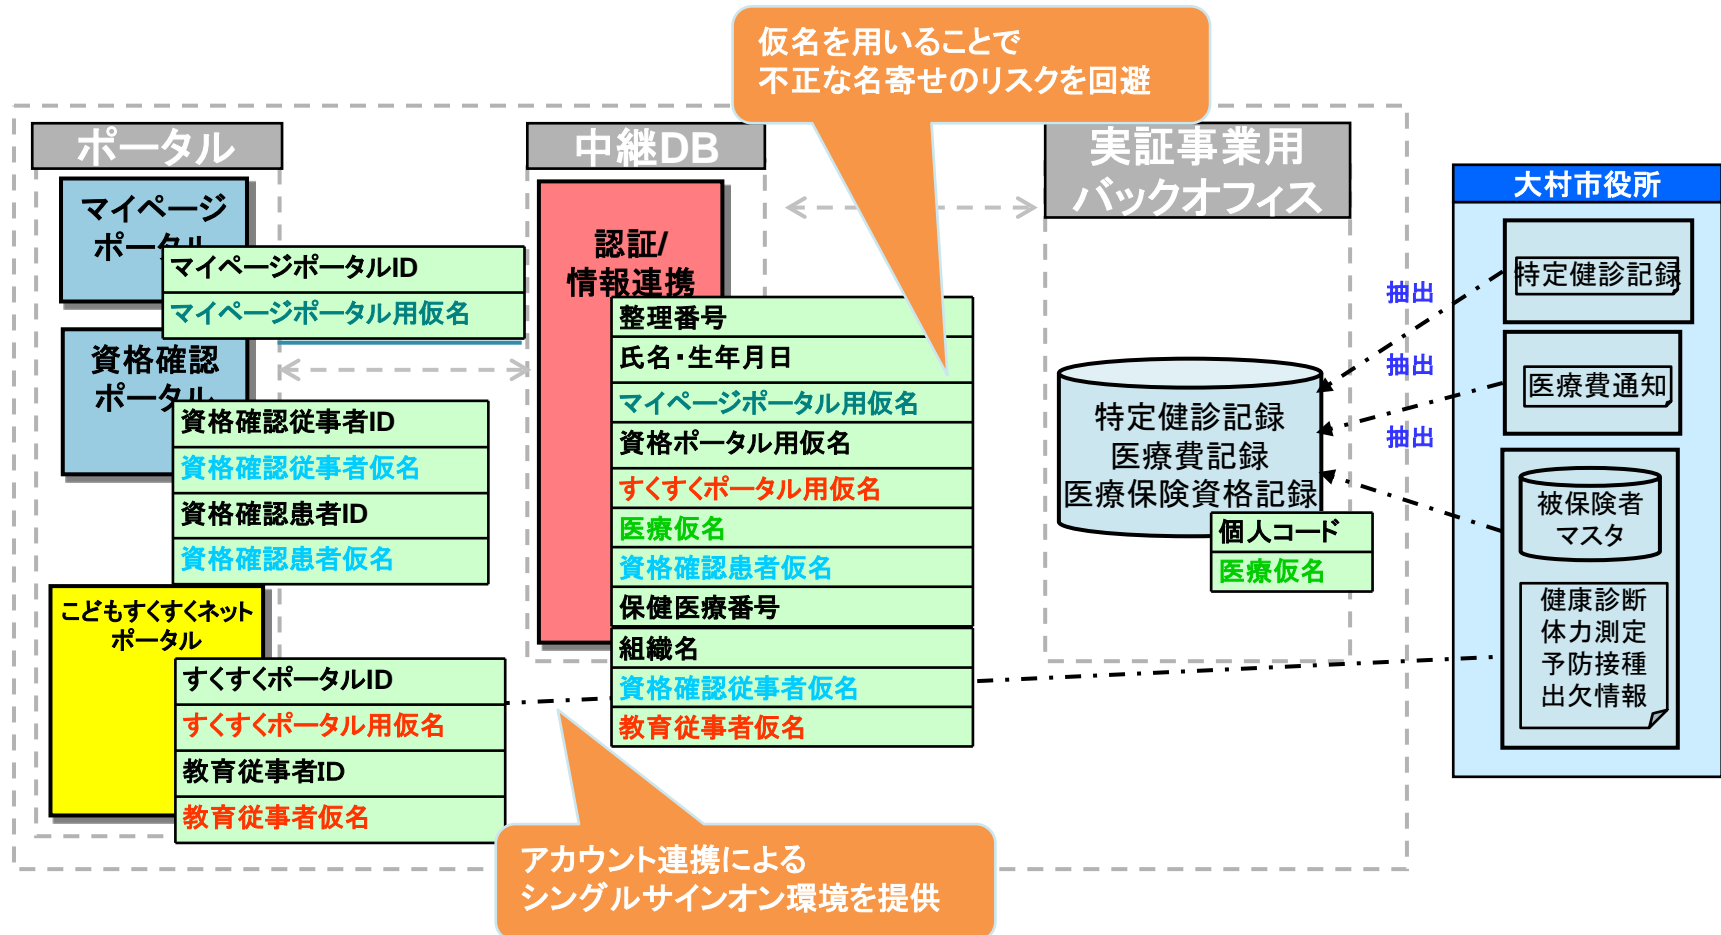 仮名を用いることで
不正な名寄せのリスクを回避
ポータル
マイページ
ポータル
マイページポータルID
マイページポータル用仮名
資格確認
ポータル
資格確認従事者ID
資格確認従事者仮名
資格確認患者ID
資格確認患者仮名
こどもすくすくネット
ポータル
すくすくポータルID
すくすくポータル用仮名
教育従事者ID
教育従事者仮名
中継DB
認証/
情報連携
整理番号
氏名・生年月日
マイページポータル用仮名
資格ポータル用仮名
すくすくポータル用仮名
医療仮名
資格確認患者仮名
保健医療番号
組織名
資格確認従事者仮名
教育従事者仮名
アカウント連携による
シングルサインオン環境を提供
実証事業用
バックオフィス
特定健診記録
医療費記録
医療保険資格記録
個人コード
医療仮名
抽出
抽出
抽出
大村市役所
特定健診記録
医療費通知
被保険者
マスタ
健康診断
体力測定
予防接種
出欠情報